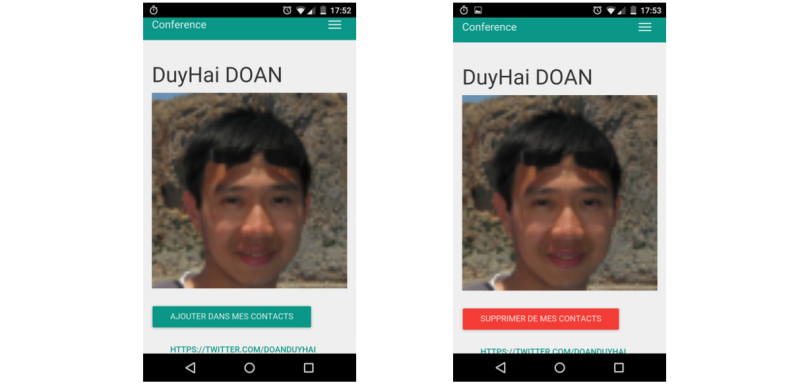 17:52
Conference
DuyHai DOAN
AJOUTER DANS MES CONTACTS
HTTPS://TWITTER.COM/DOANDUYHAI
17:53
Conference
DuyHai DOAN
SUPPRIMER DE MES CONTACTS
HTTPS://TWITTER.COM/DOANDUYHAI